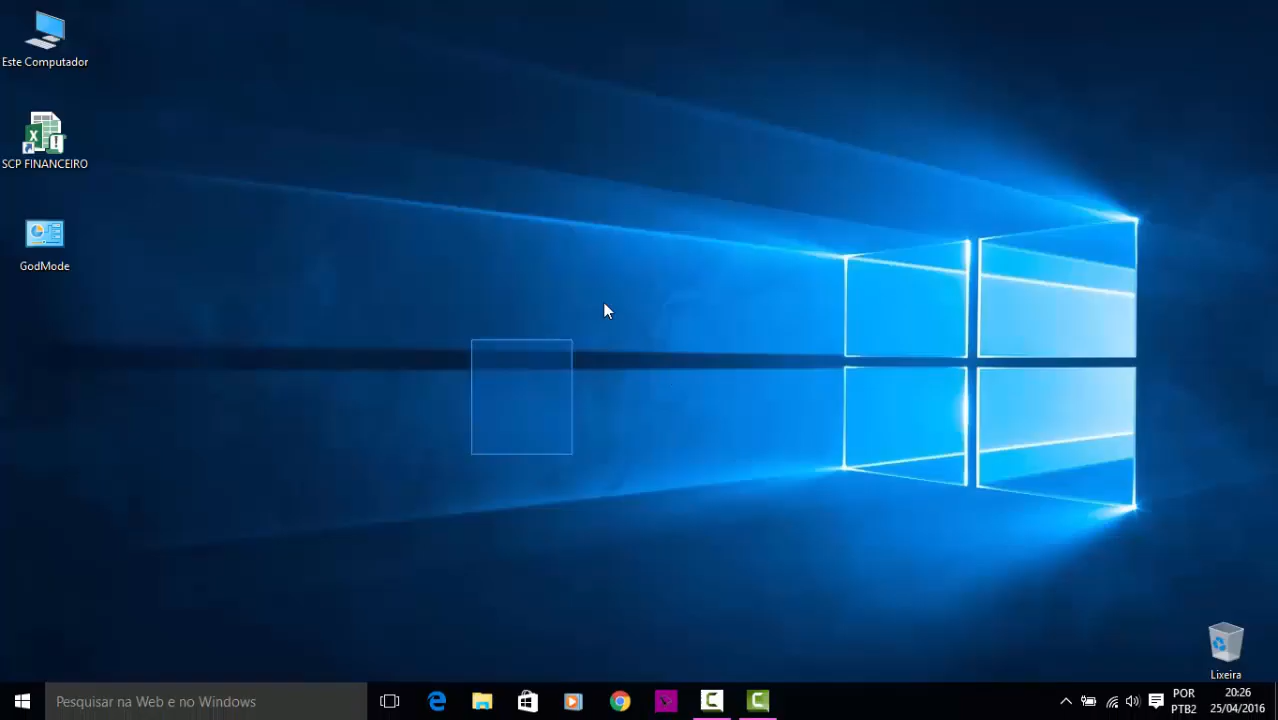 Este Computador
SCP FINANCEIRO
GodMode
Lixeira
Pesquisar na Web e no Windows
POR
PTB2
20:26
25/04/2016